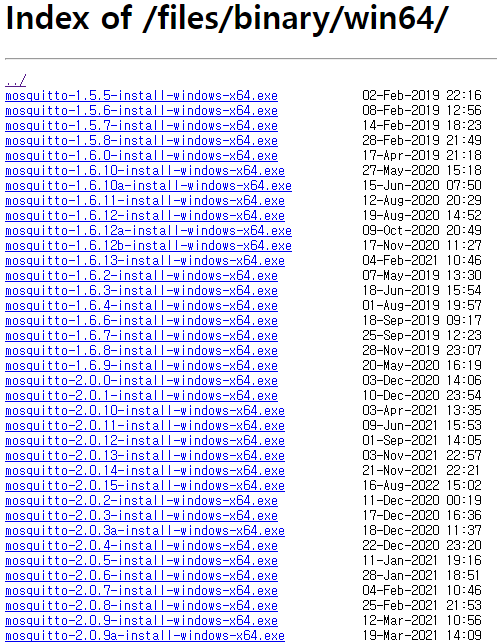 Index of /files/binary/win64/
../
mosquitto-1.5.5-install-windows-x64.exe 02-Feb-2019 22:16
mosquitto-1.5.6-install-windows-x64.exe 08-Feb-2019 12:56
mosquitto-1.5.7-install-windows-x64.exe 14-Feb-2019 18:23
mosquitto-1.5.8-install-windows-x64.exe 28-Feb-2019 21:49
mosquitto-1.6.0-install-windows-x64.exe 17-Apr-2019 21:18
mosquitto-1.6.10-install-windows-x64.exe 27-May-2020 15:18
mosquitto-1.6.10a-install-windows-x64.exe 15-Jun-2020 07:50
mosquitto-1.6.11-install-windows-x64.exe 12-Aug-2020 20:29
mosquitto-1.6.12-install-windows-x64.exe 19-Aug-2020 14:52
mosquitto-1.6.12a-install-windows-x64.exe 09-Oct-2020 20:49
mosquitto-1.6.12b-install-windows-x64.exe 17-Nov-2020 11:27
mosquitto-1.6.13-install-windows-x64.exe 04-Feb-2021 10:46
mosquitto-1.6.2-install-windows-x64.exe 07-May-2019 13:30
mosquitto-1.6.3-install-windows-x64.exe 18-Jun-2019 15:54
mosquitto-1.6.4-install-windows-x64.exe 01-Aug-2019 19:57
mosquitto-1.6.6-install-windows-x64.exe 18-Sep-2019 09:17
mosquitto-1.6.7-install-windows-x64.exe 25-Sep-2019 12:23
mosquitto-1.6.8-install-windows-x64.exe 28-Nov-2019 23:07
mosquitto-1.6.9-install-windows-x64.exe 20-May-2020 16:19
mosquitto-2.0.0-install-windows-x64.exe 03-Dec-2020 14:06
mosquitto-2.0.1-install-windows-x64.exe 10-Dec-2020 23:54
mosquitto-2.0.10-install-windows-x64.exe 03-Apr-2021 13:35
mosquitto-2.0.11-install-windows-x64.exe 09-Jun-2021 15:53
mosquitto-2.0.12-install-windows-x64.exe 01-Sep-2021 14:05
mosquitto-2.0.13-install-windows-x64.exe 03-Nov-2021 22:57
mosquitto-2.0.14-install-windows-x64.exe 21-Nov-2021 22:21
mosquitto-2.0.15-install-windows-x64.exe 16-Aug-2022 15:02
mosquitto-2.0.2-install-windows-x64.exe 11-Dec-2020 00:19
mosquitto-2.0.3-install-windows-x64.exe 17-Dec-2020 16:36
mosquitto-2.0.3a-install-windows-x64.exe 18-Dec-2020 11:37
mosquitto-2.0.4-install-windows-x64.exe 22-Dec-2020 23:20
mosquitto-2.0.5-install-windows-x64.exe 11-Jan-2021 19:16
mosquitto-2.0.6-install-windows-x64.exe 28-Jan-2021 18:51
mosquitto-2.0.7-install-windows-x64.exe 04-Feb-2021 10:46
mosquitto-2.0.8-install-windows-x64.exe 25-Feb-2021 21:53
mosquitto-2.0.9-install-windows-x64.exe 12-Mar-2021 10:56
mosquitto-2.0.9a-install-windows-x64.exe 19-Mar-2021 14:09